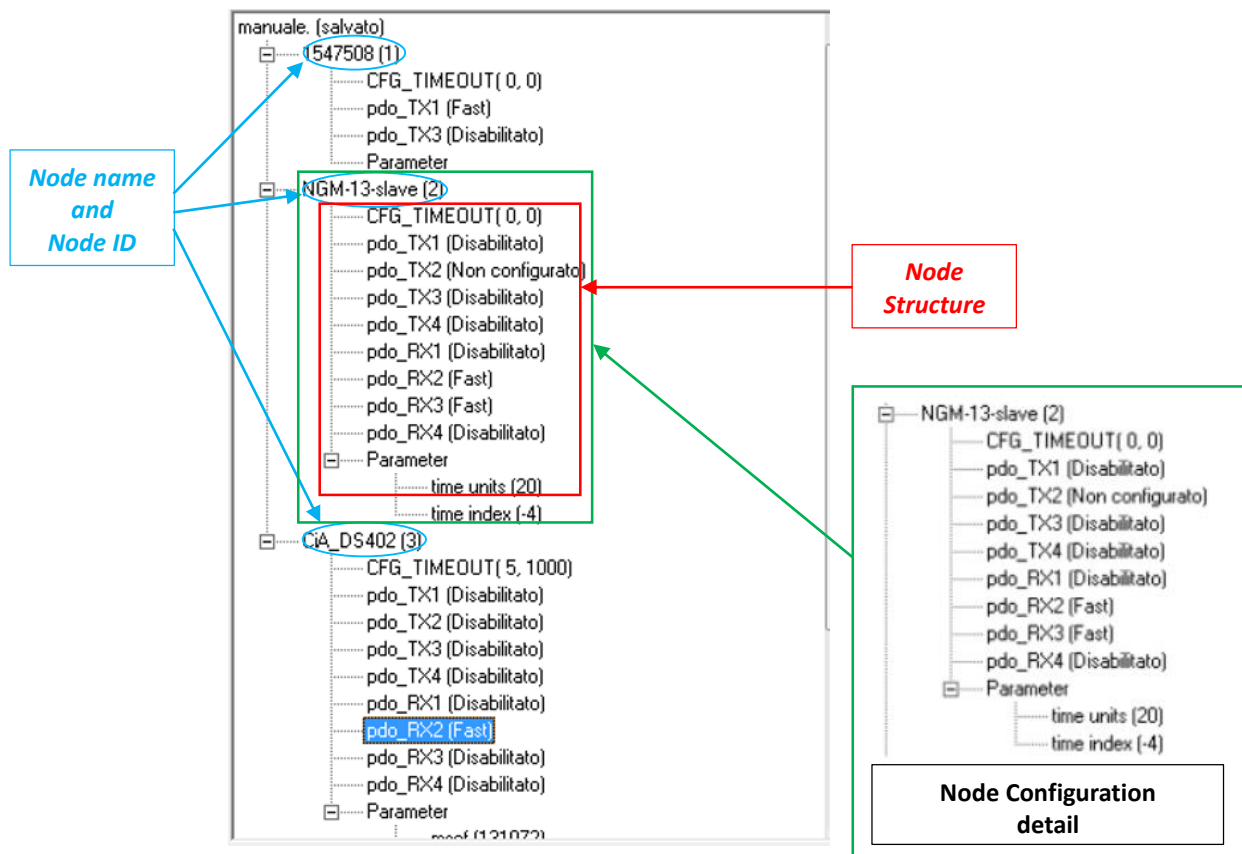 manuale. (salvato)
1547508 (1)
CFG_TIMEOUT( 0, 0)
pdo_TX1 (Fast)
pdo_TX3 (Disabilitato)
Parameter
NGM-13-slave (2)
CFG_TIMEOUT( 0, 0)
pdo_TX1 (Disabilitato)
pdo_TX2 (Non configurato)
pdo_TX3 (Disabilitato)
pdo_TX4 (Disabilitato)
pdo_RX1 (Disabilitato)
pdo_RX2 (Fast)
pdo_RX3 (Fast)
pdo_RX4 (Disabilitato)
Parameter
time units (20)
time index (-4)
CiA_DS402 (3)
CFG_TIMEOUT( 5, 1000)
pdo_TX1 (Disabilitato)
pdo_TX2 (Disabilitato)
pdo_TX3 (Disabilitato)
pdo_TX4 (Disabilitato)
pdo_RX1 (Disabilitato)
pdo_RX2 (Fast)
pdo_RX3 (Disabilitato)
pdo_RX4 (Disabilitato)
Parameter
(131072)
Node name
and
Node ID
Node
Structure
NGM-13-slave (2)
CFG_TIMEOUT( 0, 0)
pdo_TX1 (Disabilitato)
pdo_TX2 (Non configurato)
pdo_TX3 (Disabilitato)
pdo_TX4 (Disabilitato)
pdo_RX1 (Disabilitato)
pdo_RX2 (Fast)
pdo_RX3 (Fast)
pdo_RX4 (Disabilitato)
Parameter
time units (20)
time index (-4)
Node Configuration
detail